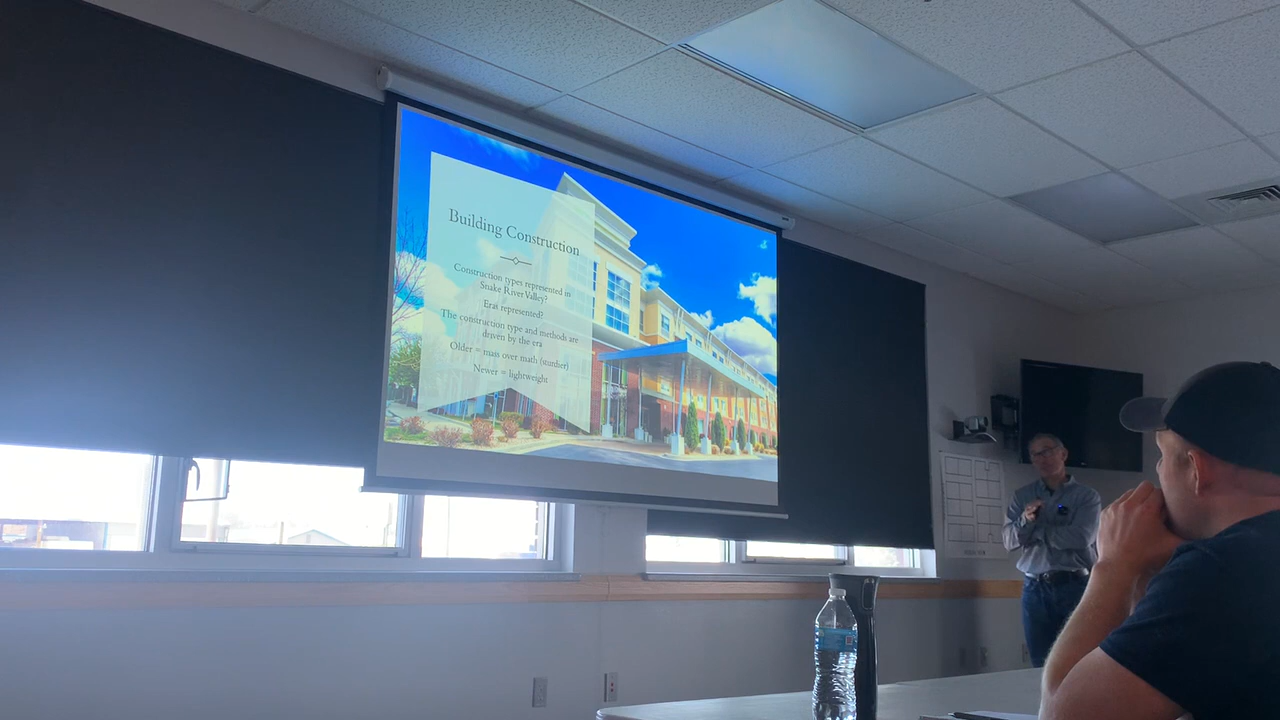 Building Construction
Construction types represented in
Snake River Valley?
Eras represented?
The construction type and methods are
driven by the era
Older = mass over math (sturdier)
Newer = lightweight